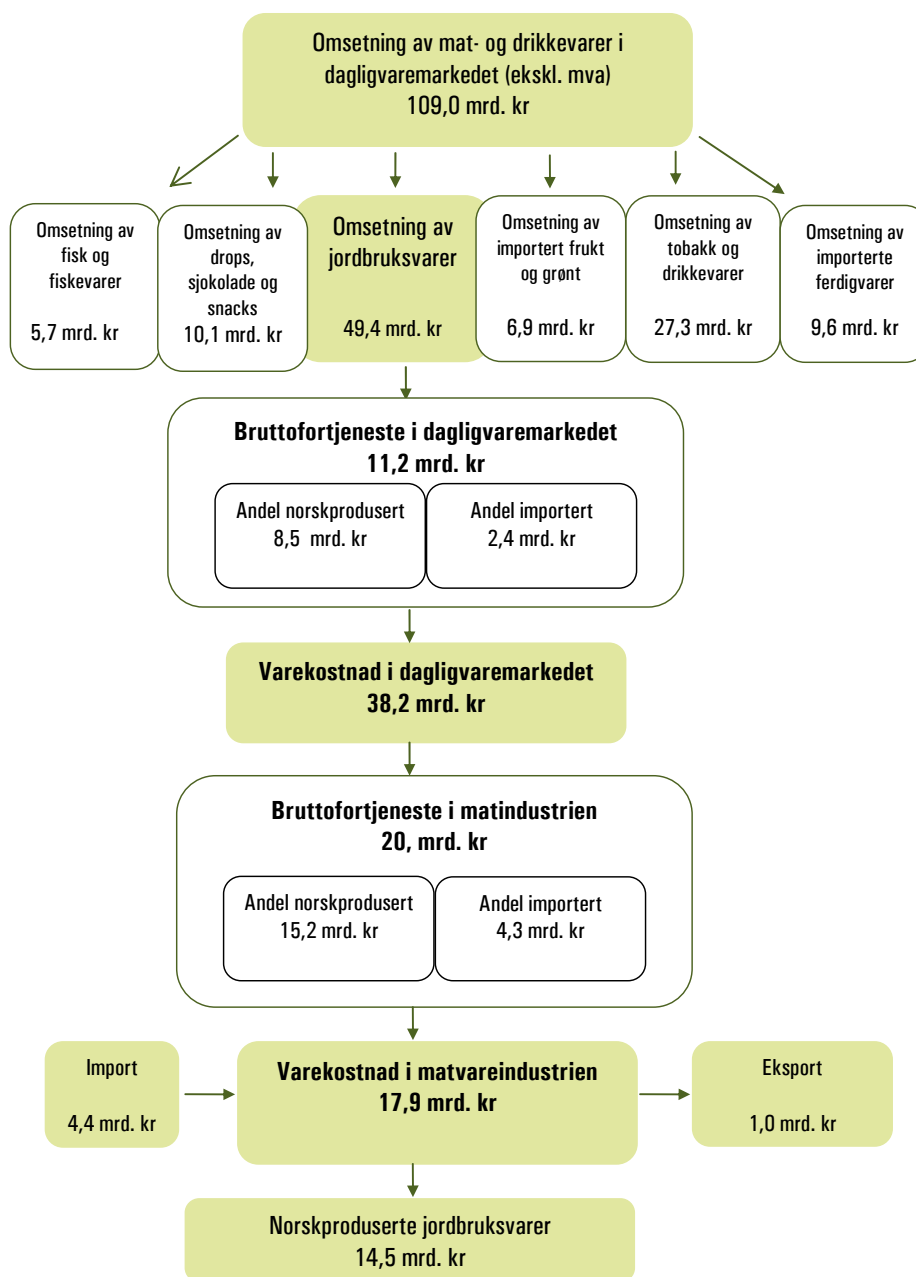 Omsetning av mat- og drikkevarer i
dagligvaremarkedet (ekskl. mva)
109,0 mrd. kr
Omsetning av
fisk og
fiskevarer
5,7 mrd. kr
Omsetning av
drops,
sjokolade og
snacks
10,1 mrd. kr
Omsetning av
jordbruksvarer
49,4 mrd. kr
Omsetning av
importert frukt
og grønt
6,9 mrd. kr
Omsetning av
tobakk og
drikkevarer
27,3 mrd. kr
Omsetning av
importerte
ferdigvarer
9,6 mrd. kr
Bruttofortjeneste i dagligvaremarkedet
11,2 mrd. kr
Andel norskprodusert
8,5 mrd. kr
Andel importert
2,4 mrd. kr
Varekostnad i dagligvaremarkedet
38,2 mrd. kr
Bruttofortjeneste i matindustrien
20, mrd. kr
Andel norskprodusert
15,2 mrd. kr
Andel importert
4,3 mrd. kr
Import
4,4 mrd. kr
Varekostnad i matvareindustrien
17,9 mrd. kr
Eksport
1,0 mrd. kr
Norskproduserte jordbruksvarer
14,5 mrd. kr